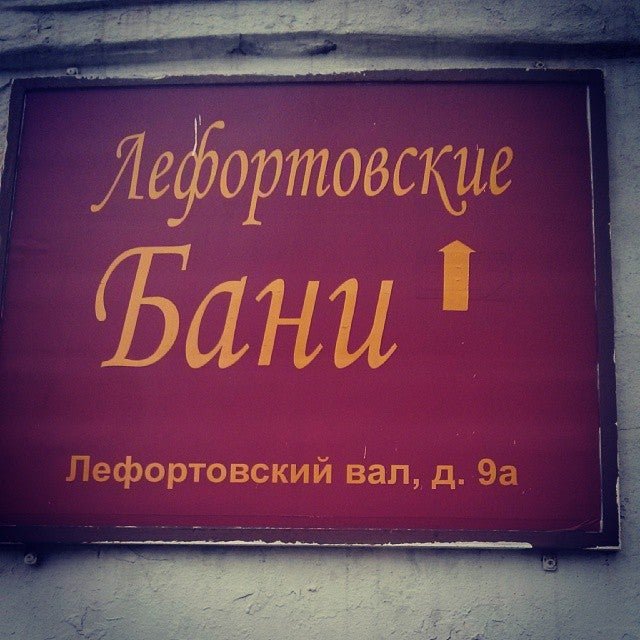 Лефортовские
Бани
Лефортовский вал, д. 9а